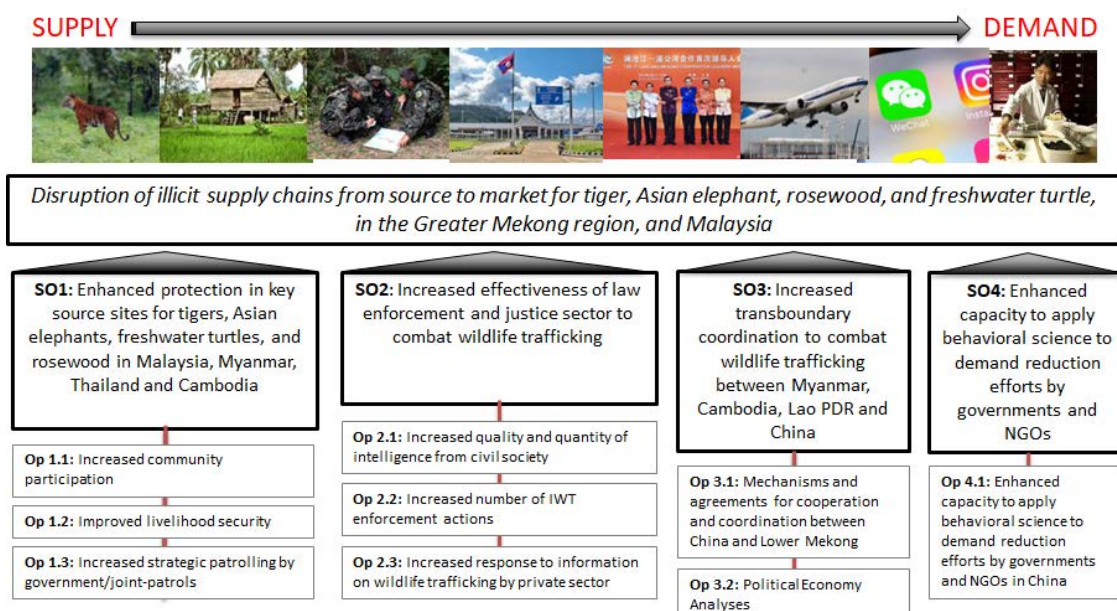 SUPPLY
DEMAND
WeChat
Disruption of illicit supply chains from source to market for tiger, Asian elephant, rosewood, and freshwater turtle,
in the Greater Mekong region, and Malaysia
SO1: Enhanced protection in key
source sites for tigers, Asian
elephants, freshwater turtles, and
rosewood in Malaysia, Myanmar,
Thailand and Cambodia
Op 1.1: Increased community
participation
Op 1.2: Improved livelihood security
Op 1.3: Increased strategic patrolling by
government/joint-patrols
SO2: Increased effectiveness of law
enforcement and justice sector to
combat wildlife trafficking
Op 2.1: Increased quality and quantity of
intelligence from civil society
Op 2.2: Increased number of IWT
enforcement actions
Op 2.3: Increased response to information
on wildlife trafficking by private sector
SO3: Increased
transboundary
coordination to combat
wildlife trafficking
between Myanmar,
Cambodia, Lao PDR and
China
Op 3.1: Mechanisms and
agreements for cooperation
and coordination between
China and Lower Mekong
Op 3.2: Political Economy
Analyses
SO4: Enhanced
capacity to apply
behavioral science to
demand reduction
efforts by
governments and
NGOs
Op 4.1: Enhanced
capacity to apply
behavioral science to
demand reduction
efforts by governments
and NGOs in China